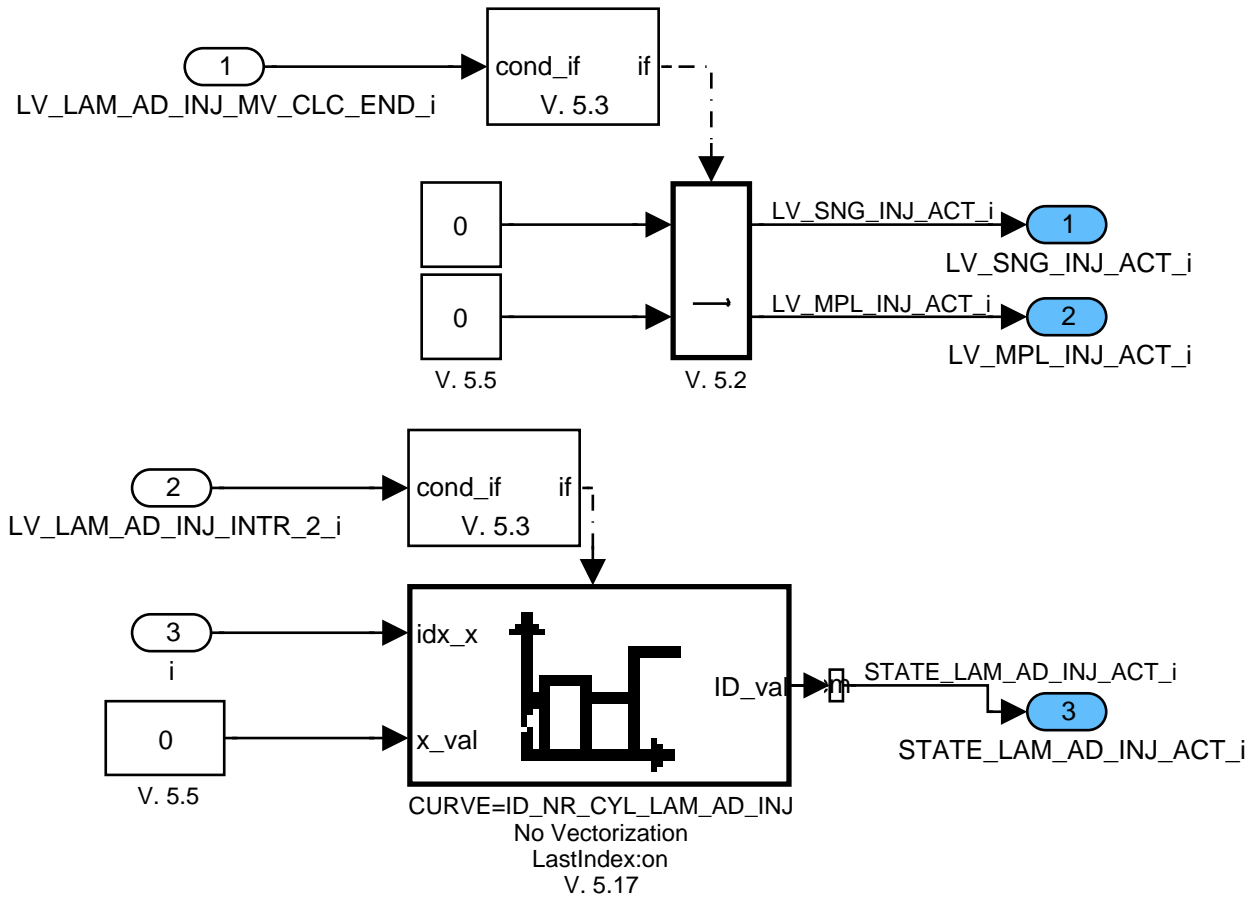 1
cond_if if
V. 5.3
LV_LAM_AD_INJ_MV_CLC_END_i
0
LV_SNG_INJ_ACT_i
1
LV_SNG_INJ_ACT_i
0
LV_MPL_INJ_ACT_i
2
LV_MPL_INJ_ACT_i
V. 5.5
V. 5.2
2
cond_if if
V. 5.3
LV_LAM_AD_INJ_INTR_2_i
3
i
idx_x
ID_val
m
STATE_LAM_AD_INJ_ACT_i
3
STATE_LAM_AD_INJ_ACT_i
0
x_val
V. 5.5
CURVE=ID_NR_CYL_LAM_AD_INJ
No Vectorization
LastIndex:on
V. 5.17